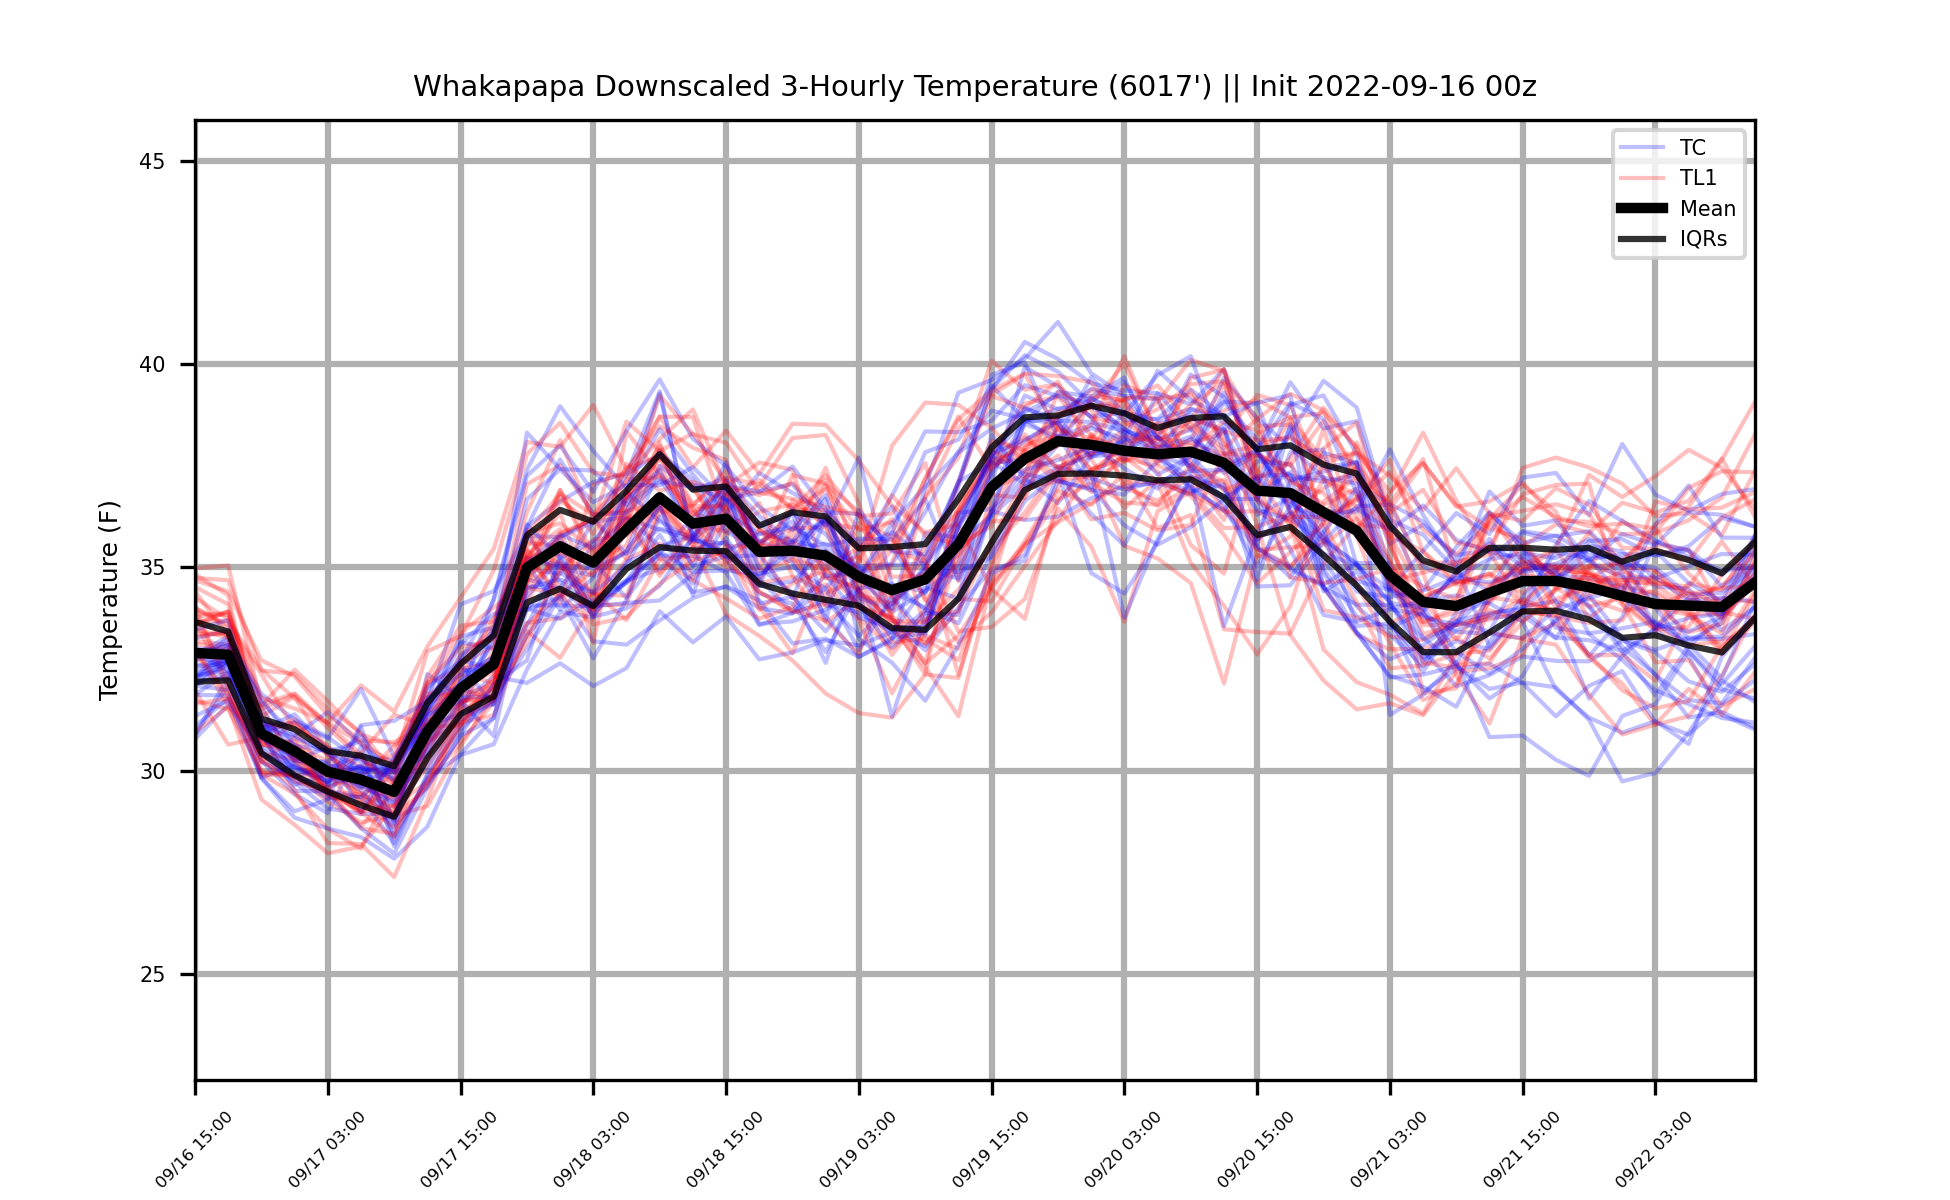 Whakapapa Downscaled 3-Hourly Temperature (6017') || Init 2022-09-16 00z
TC
TL1
Mean
IQRs
Temperature (F)
45
40
35
30
25
09/16 15:00
09/17 03:00
09/17 15:00
09/18 03:00
09/18 15:00
09/19 03:00
09/19 15:00
09/20 03:00
09/20 15:00
09/21 03:00
09/21 15:00
09/22 03:00